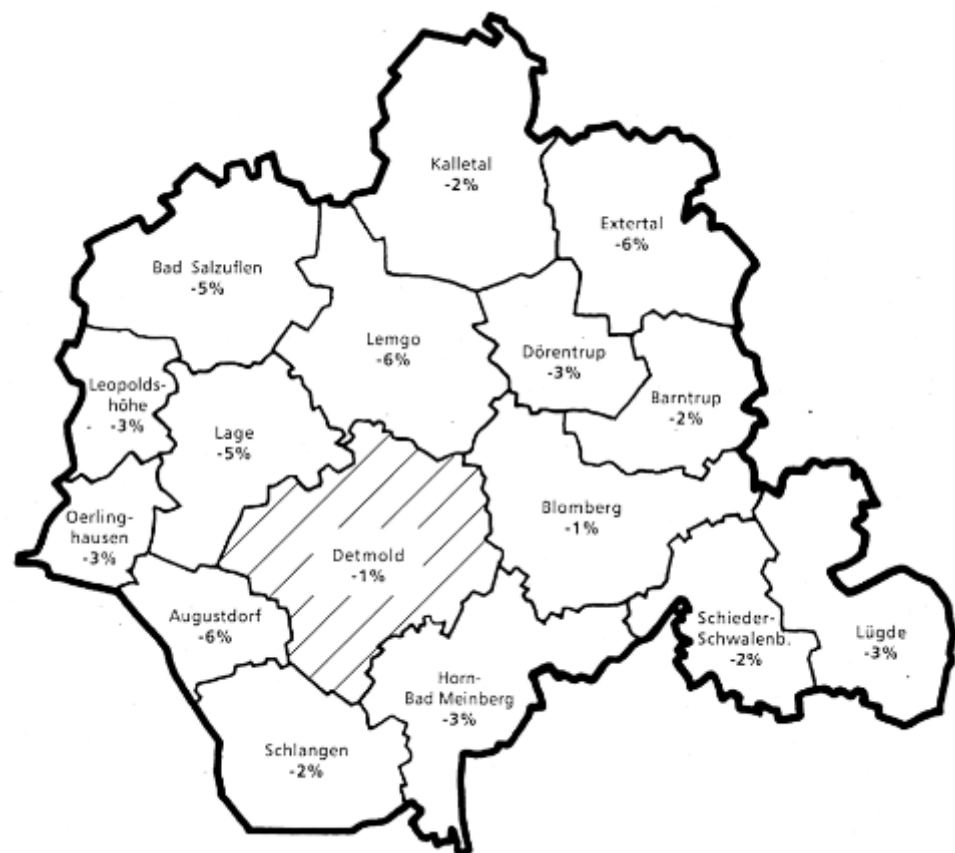 Kalletal
-2%
Extertal
-6%
Bad Salzuflen
-5%
Lemgo
-6%
Dörentrup
-3%
Leopolds-
höhe
-3%
Barntrup
-2%
Lage
-5%
Blomberg
-1%
Oerling-
hausen
-3%
Detmold
-1%
Augustdorf
-6%
Schieder-
Schwalenb.
-2%
Lügde
-3%
Horn-
Bad Meinberg
-3%
Schlangen
-2%